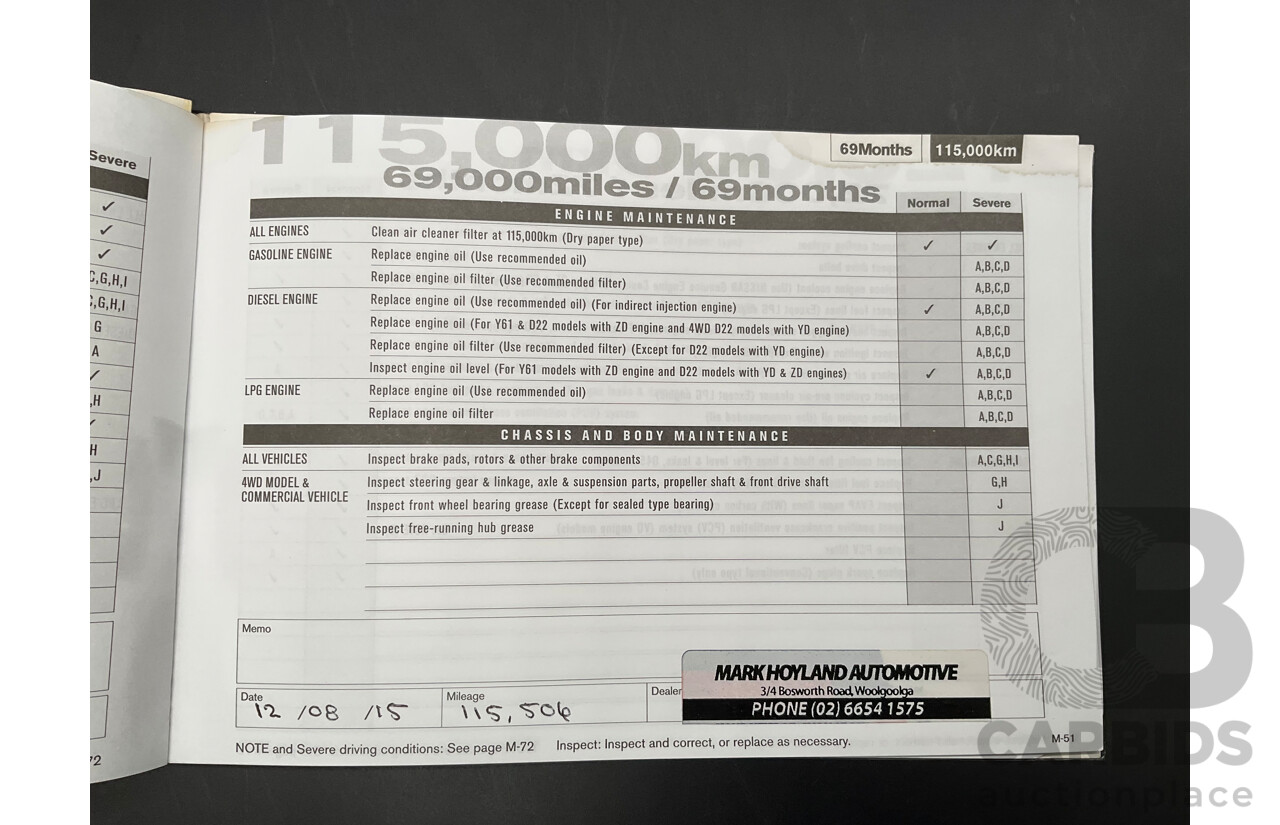 Severe
✓
✓
✓
C,G,H,I
C,G,H,I
G
A
✓
,H
✓
H
,J
72
115,000km
69,000miles / 69months
69Months 115,000km
Normal Severe
ENGINE MAINTENANCE
ALL ENGINES Clean air cleaner filter at 115,000km (Dry paper type) ✓ ✓
GASOLINE ENGINE Replace engine oil (Use recommended oil) A,B,C,D
Replace engine oil filter (Use recommended filter) A,B,C,D
DIESEL ENGINE Replace engine oil (Use recommended oil) (For indirect injection engine) ✓ A,B,C,D
Replace engine oil (For Y61 & D22 models with ZD engine and 4WD D22 models with YD engine) A,B,C,D
Replace engine oil filter (Use recommended filter) (Except for D22 models with YD engine) A,B,C,D
Inspect engine oil level (For Y61 models with ZD engine and D22 models with YD & ZD engines) ✓ A,B,C,D
LPG ENGINE Replace engine oil (Use recommended oil) A,B,C,D
Replace engine oil filter A,B,C,D
CHASSIS AND BODY MAINTENANCE
ALL VEHICLES Inspect brake pads, rotors & other brake components A,C,G,H,I
4WD MODEL & COMMERCIAL VEHICLE Inspect steering gear & linkage, axle & suspension parts, propeller shaft & front drive shaft G,H
Inspect front wheel bearing grease (Except for sealed type bearing) J
Inspect free-running hub grease J
Memo
Date 12 /08 /15
Mileage 115,506
Dealer
MARK HOYLAND AUTOMOTIVE
3/4 Bosworth Road, Woolgoolga
PHONE (02) 6654 1575
NOTE and Severe driving conditions: See page M-72 Inspect: Inspect and correct, or replace as necessary.
M-51
CB
CARBIDS
auctionplace